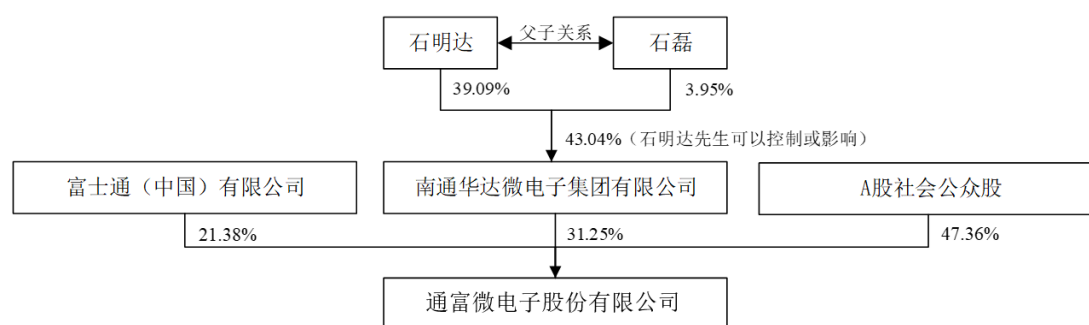 石明达
父子关系
石磊
39.09%
3.95%
43.04%（石明达先生可以控制或影响）
富士通（中国）有限公司
南通华达微电子集团有限公司
A股社会公众股
21.38%
31.25%
47.36%
通富微电子股份有限公司